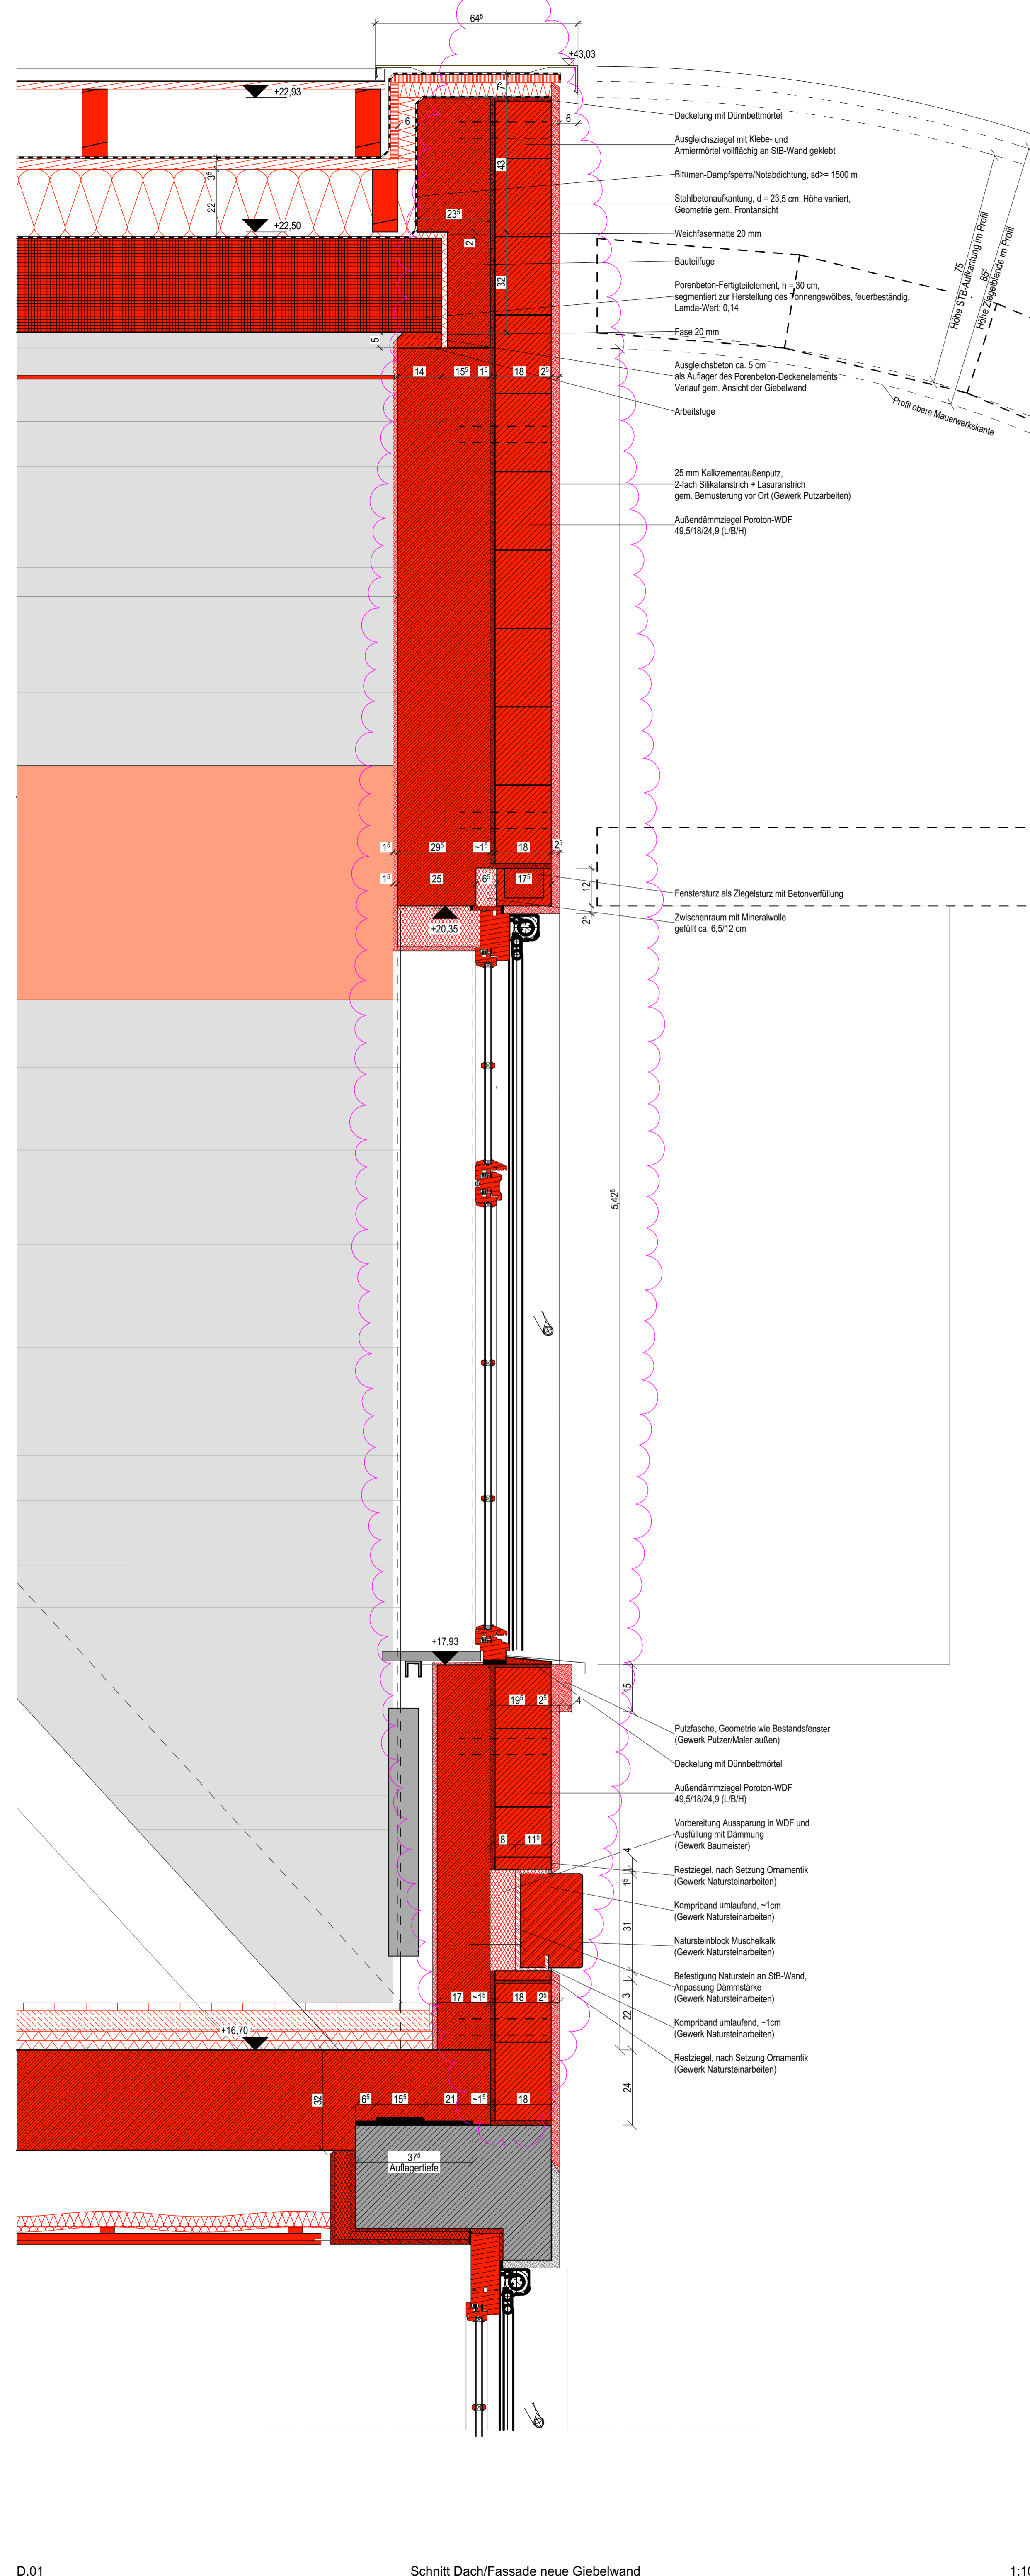 64⁵
+43,03
+22,93
7⁵
6
6
Deckelung mit Dünnbettmörtel
Ausgleichsziegel mit Klebe- und
Armiermörtel vollflächig an StB-Wand geklebt
43
3⁵
Bitumen-Dampfsperre/Notabdichtung, sd>= 1500 m
22
23⁵
Stahlbetonaufkantung, d = 23,5 cm, Höhe variiert,
Geometrie gem. Frontansicht
+22,50
2
Weichfasermatte 20 mm
Bauteilfuge
32
Porenbeton-Fertigteilelement, h = 30 cm,
segmentiert zur Herstellung des Tonnengewölbes, feuerbeständig,
Lamda-Wert: 0,14
75
Höhe STB-Aufkantung im Profil
85⁵
Höhe Ziegelblende im Profil
5
Fase 20 mm
14
15⁵
1⁵
18
2⁵
Ausgleichsbeton ca. 5 cm
als Auflager des Porenbeton-Deckenelements
Verlauf gem. Ansicht der Giebelwand
Arbeitsfuge
Profil obere Mauerwerkskante
25 mm Kalkzementaußenputz,
2-fach Silikatanstrich + Lasuranstrich
gem. Bemusterung vor Ort (Gewerk Putzarbeiten)
Außendämmziegel Poroton-WDF
49,5/18/24,9 (L/B/H)
1⁵
29⁵
~1⁵
18
2⁵
1⁵
25
6⁵
17⁵
12
Fenstersturz als Ziegelsturz mit Betonverfüllung
2⁵
Zwischenraum mit Mineralwolle
gefüllt ca. 6,5/12 cm
+20,35
5,42⁵
+17,93
15
19⁵
2⁵
4
Putzfasche, Geometrie wie Bestandsfenster
(Gewerk Putzer/Maler außen)
Deckelung mit Dünnbettmörtel
Außendämmziegel Poroton-WDF
49,5/18/24,9 (L/B/H)
Vorbereitung Aussparung in WDF und
Ausfüllung mit Dämmung
(Gewerk Baumeister)
8
11⁵
4
Restziegel, nach Setzung Ornamentik
(Gewerk Natursteinarbeiten)
1⁵
Kompriband umlaufend, ~1cm
(Gewerk Natursteinarbeiten)
31
Natursteinblock Muschelkalk
(Gewerk Natursteinarbeiten)
Befestigung Naturstein an StB-Wand,
Anpassung Dämmstärke
(Gewerk Natursteinarbeiten)
17
~1⁵
18
2⁵
3
22
Kompriband umlaufend, ~1cm
(Gewerk Natursteinarbeiten)
+16,70
Restziegel, nach Setzung Ornamentik
(Gewerk Natursteinarbeiten)
24
32
6⁵
15⁵
21
~1⁵
18
37⁵
Auflagertiefe
D.01
Schnitt Dach/Fassade neue Giebelwand
1:10